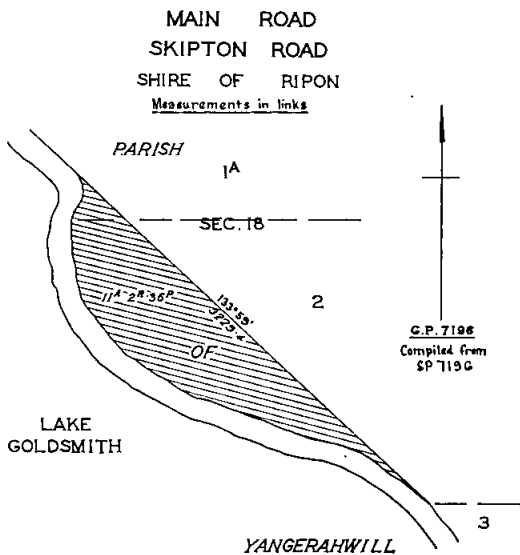 MAIN ROAD
SKIPTON ROAD
SHIRE OF RIPON
Measurements in links
PARISH
1A
SEC. 18
11A-2R-36P
133°59'
3225·4
2
G.P. 7196
Compiled from
SP 7196
OF
LAKE
GOLDSMITH
3
YANGERAHWILL